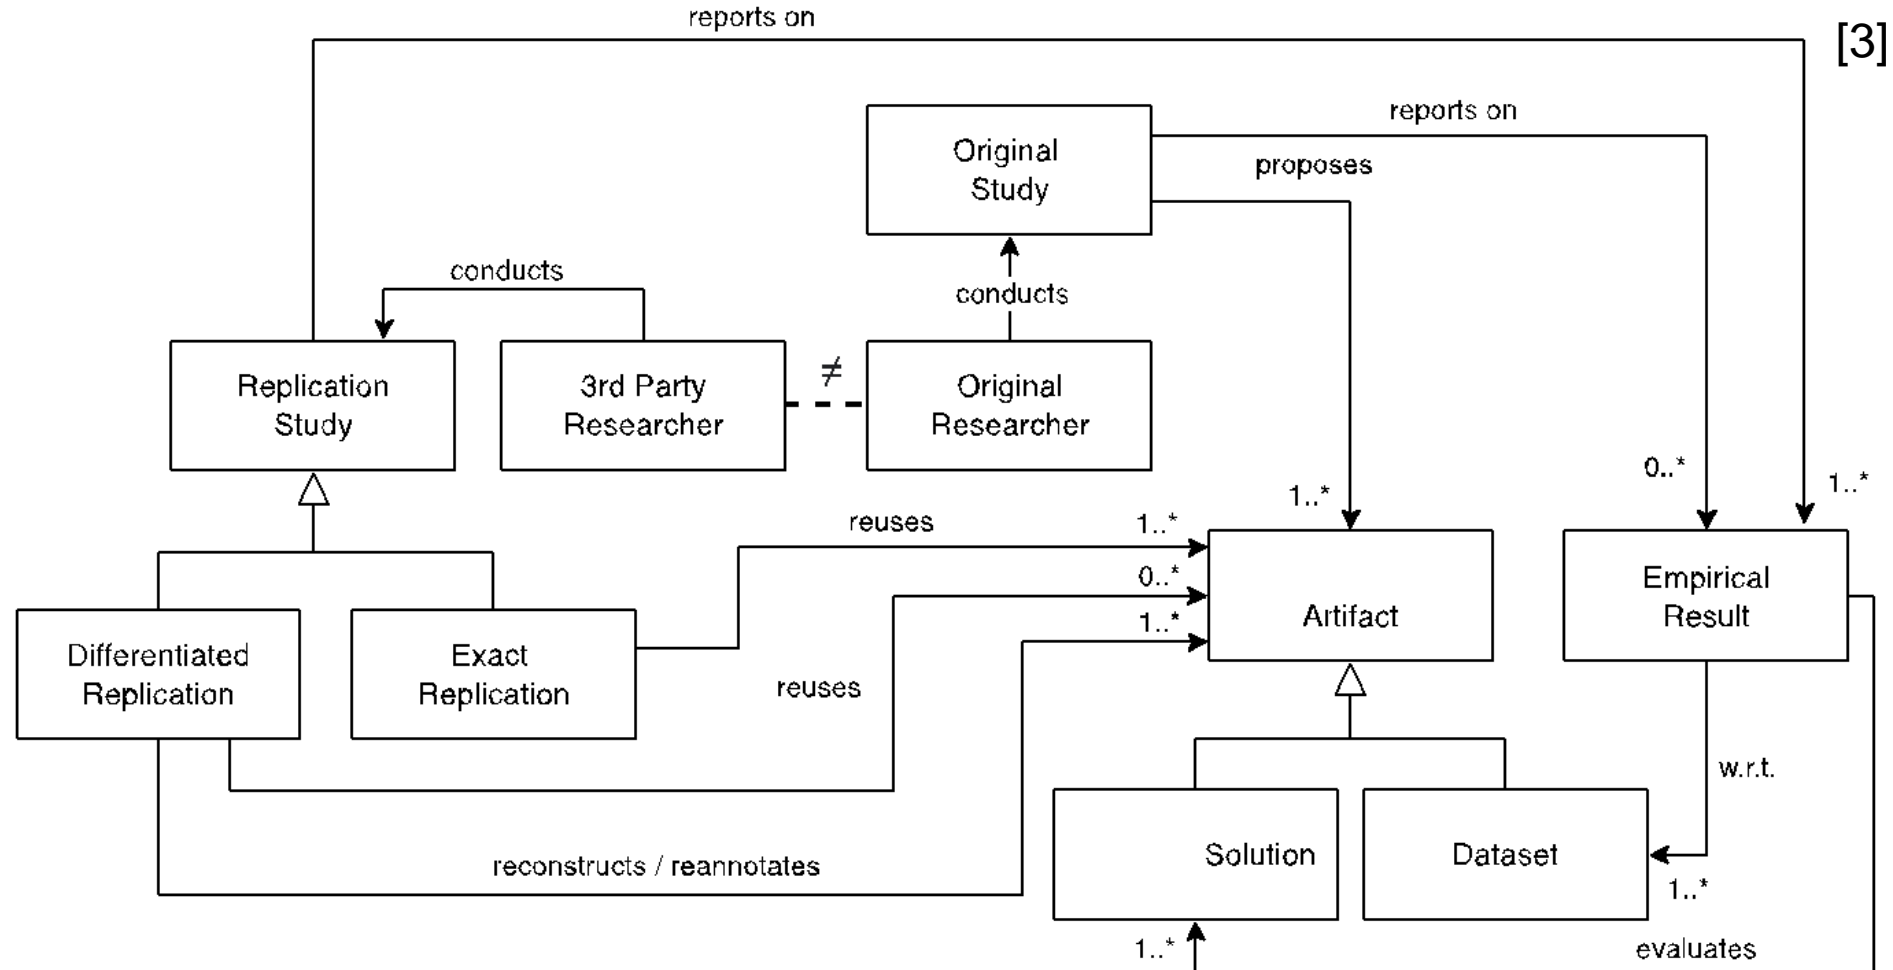 reports on
[3]
reports on
Original
Study
proposes
conducts
conducts
Replication
Study
3rd Party
Researcher
≠
Original
Researcher
0..*
1..*
1..*
reuses
1..*
0..*
1..*
Empirical
Result
Artifact
Differentiated
Replication
Exact
Replication
reuses
w.r.t.
reconstructs / reannotates
Solution
Dataset
1..*
1..*
evaluates